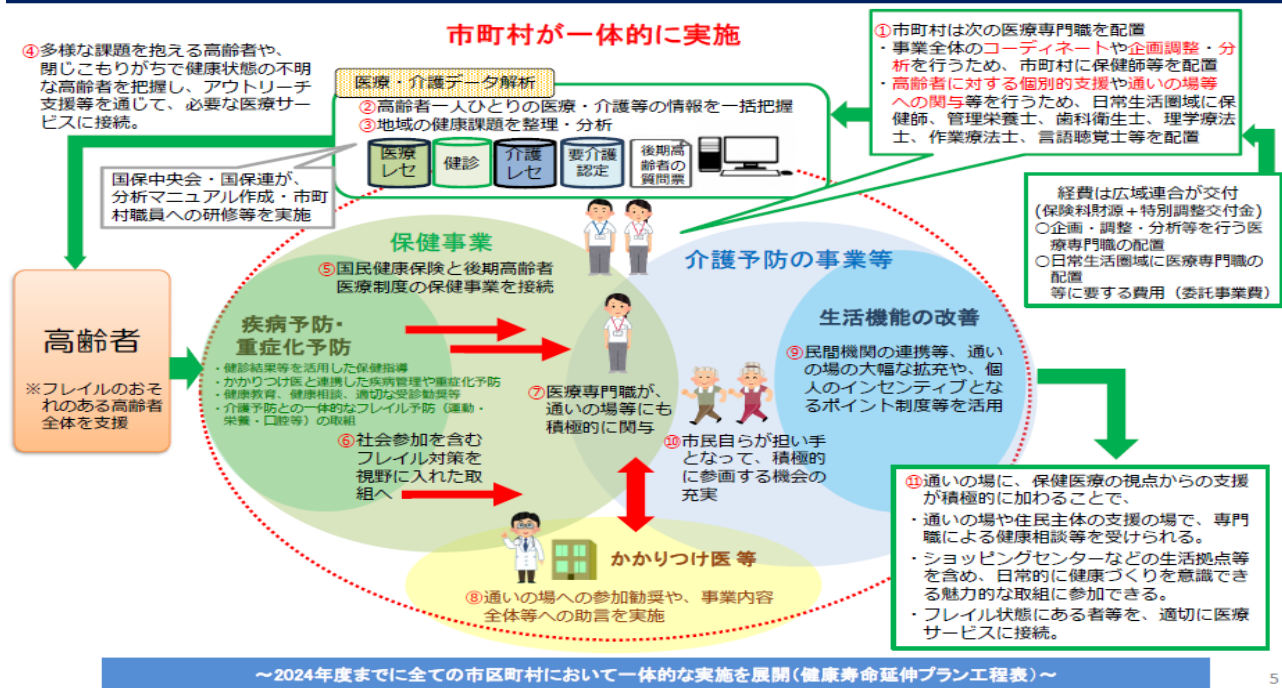 市町村が一体的に実施
①市町村は次の医療専門職を配置
・事業全体のコーディネートや企画調整・分
析を行うため、市町村に保健師等を配置
・高齢者に対する個別的支援や通いの場等
への関与等を行うため、日常生活圏域に保
健師、管理栄養士、歯科衛生士、理学療法
士、作業療法士、言語聴覚士等を配置
④多様な課題を抱える高齢者や、
閉じこもりがちで健康状態の不明
な高齢者を把握し、アウトリーチ
支援等を通じて、必要な医療サー
ビスに接続。
医療・介護データ解析
②高齢者一人ひとりの医療・介護等の情報を一括把握
③地域の健康課題を整理・分析
医療
レセ
健診
介護
レセ
要介護
認定
後期高
齢者の
質問票
国保中央会・国保連が、
分析マニュアル作成・市町
村職員への研修等を実施
経費は広域連合が交付
(保険料財源+特別調整交付金)
○企画・調整・分析等を行う医
療専門職の配置
○日常生活圏域に医療専門職の
配置
等に要する費用(委託事業費)
高齢者
※フレイルのおそ
れのある高齢者
全体を支援
保健事業
⑤国民健康保険と後期高齢者
医療制度の保健事業を接続
疾病予防・
重症化予防
・健診結果等を活用した保健指導
・かかりつけ医と連携した疾病管理や重症化予防
・健康教育、健康相談、適切な受診勧奨等
・介護予防との一体的なフレイル予防(運動・
栄養・口腔等)の取組
⑥社会参加を含む
フレイル対策を
視野に入れた取
組へ
⑦医療専門職が、
通いの場等にも
積極的に関与
介護予防の事業等
生活機能の改善
⑨民間機関の連携等、通い
の場の大幅な拡充や、個
人のインセンティブとな
るポイント制度等を活用
⑩市民自らが担い手
となって、積極的
に参画する機会の
充実
かかりつけ医 等
⑧通いの場への参加勧奨や、事業内容
全体等への助言を実施
⑪通いの場に、保健医療の視点からの支援
が積極的に加わることで、
・通いの場や住民主体の支援の場で、専門
職による健康相談等を受けられる。
・ショッピングセンターなどの生活拠点等
を含め、日常的に健康づくりを意識でき
る魅力的な取組に参加できる。
・フレイル状態にある者等を、適切に医療
サービスに接続。
~2024年度までに全ての市区町村において一体的な実施を展開(健康寿命延伸プラン工程表)~
5